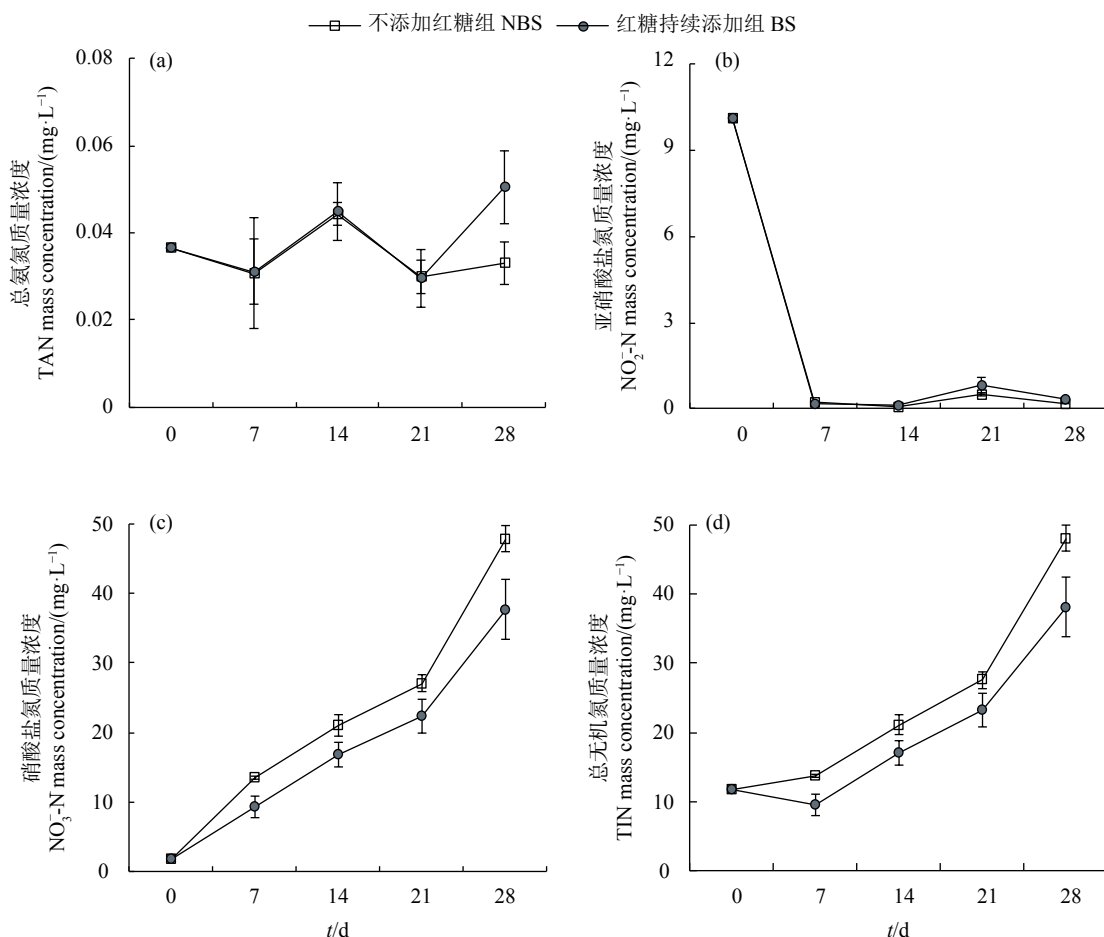 不添加红糖组 NBS 红糖持续添加组 BS
(a)
总氨氮质量浓度
TAN mass concentration/(mg·L⁻¹)
0.08
0.06
0.04
0.02
0
0 7 14 21 28
(b)
亚硝酸盐氮质量浓度
NO₂⁻-N mass concentration/(mg·L⁻¹)
12
9
6
3
0
0 7 14 21 28
(c)
硝酸盐氮质量浓度
NO₃⁻-N mass concentration/(mg·L⁻¹)
50
40
30
20
10
0
0 7 14 21 28
t/d
(d)
总无机氮质量浓度
TIN mass concentration/(mg·L⁻¹)
50
40
30
20
10
0
0 7 14 21 28
t/d